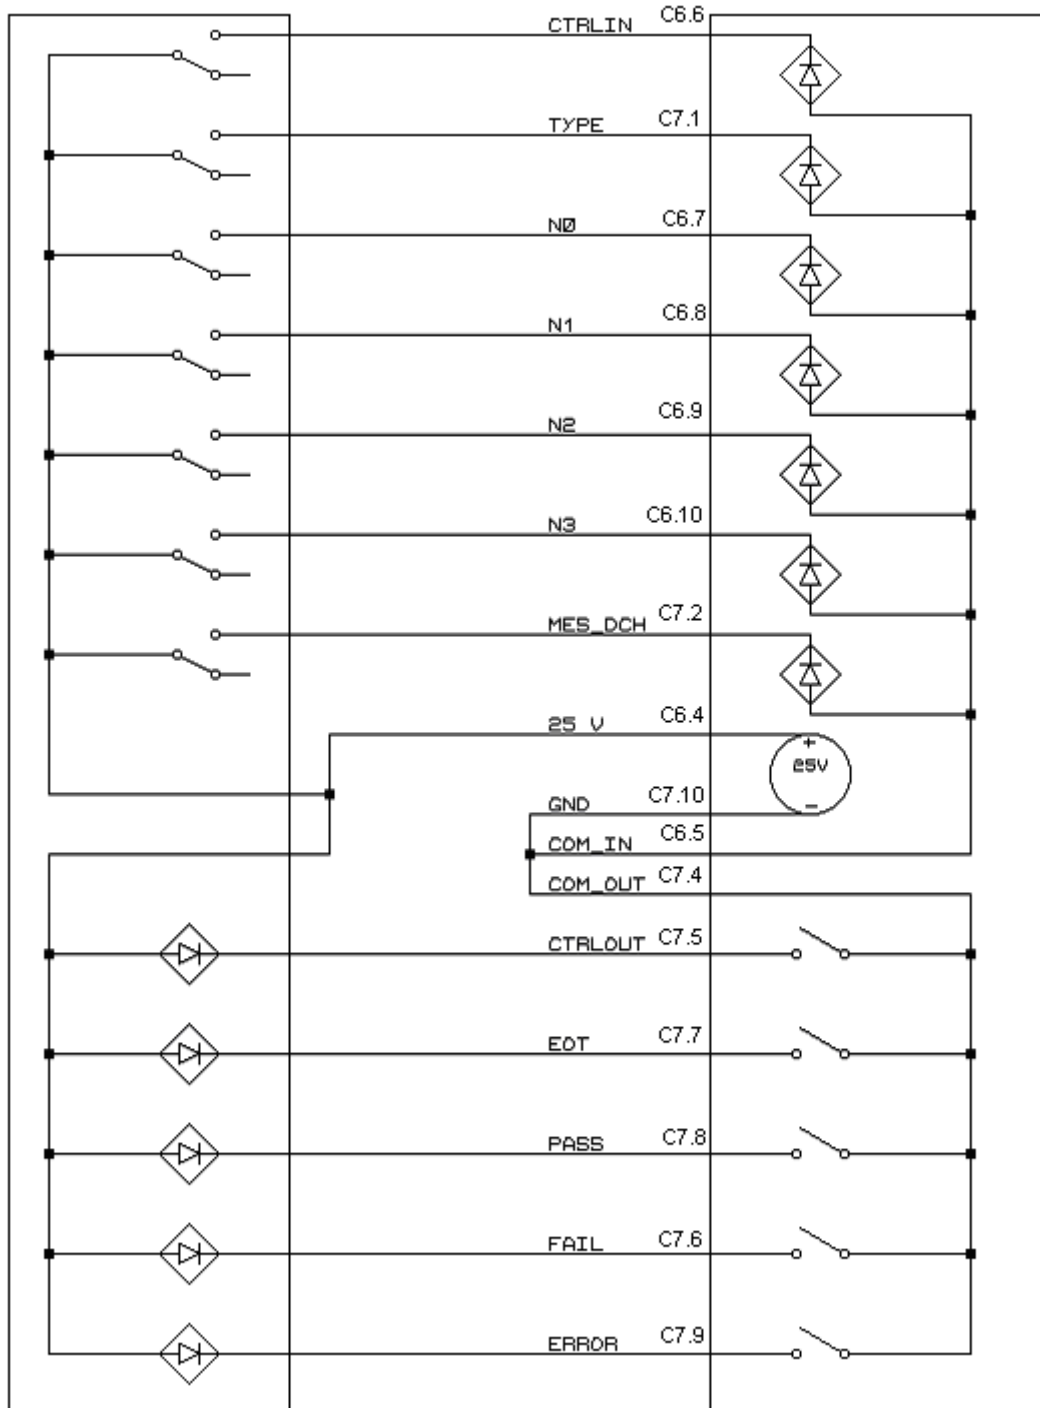 CTRLIN C6.6
TYPE C7.1
NØ C6.7
N1 C6.8
N2 C6.9
N3 C6.10
MES_DCH C7.2
25 V C6.4
+
25V
GND C7.10
-
COM_IN C6.5
COM_OUT C7.4
CTRLOUT C7.5
EOT C7.7
PASS C7.8
FAIL C7.6
ERROR C7.9